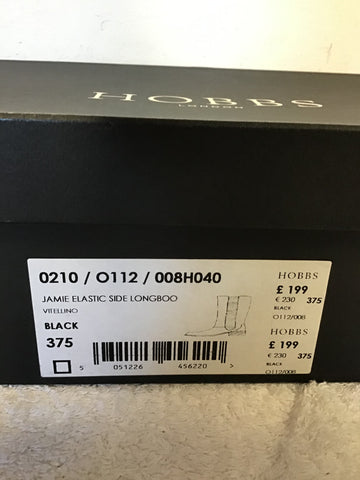 HOBBS
LONDON
0210 / O112 / 008H040
JAMIE ELASTIC SIDE LONGBOO
VITELLINO
BLACK
375
5 051226 456220 >
HOBBS
£ 199
€ 230 375
BLACK
O112/008
HOBBS
£ 199
€ 230 375
BLACK
O112/008